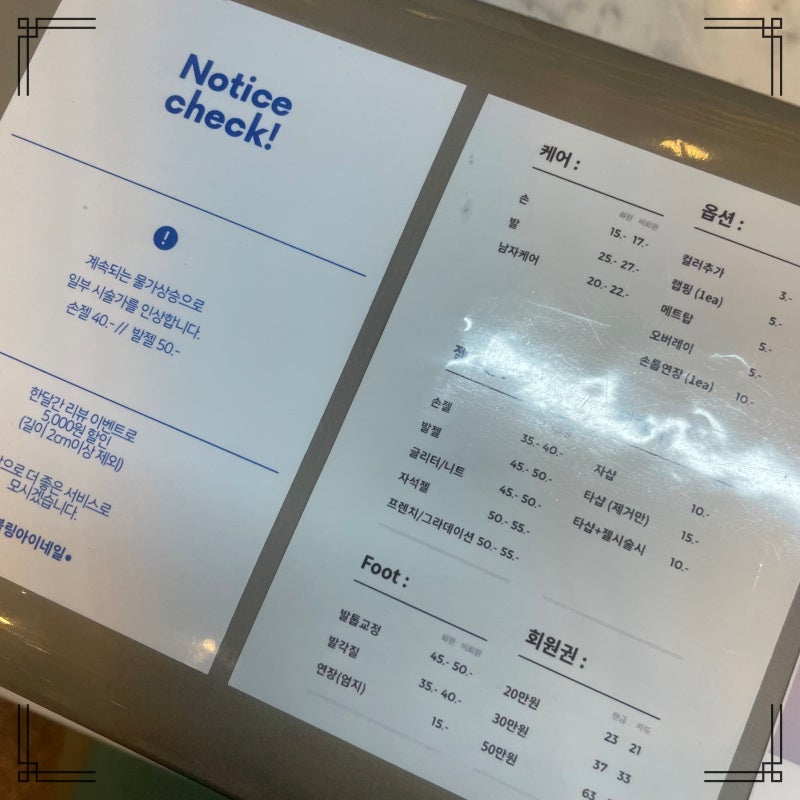 Notice
check!
!
계속되는 물가상승으로
일부 시술가를 인상합니다.
손젤 40.- // 발젤 50.-
한달간 리뷰 이벤트로
5,000원 할인
(길이 2cm이상 제외)
더 좋은 서비스로
모시겠습니다.
케어 :
회원 비회원
손 15.- 17.-
발 25.- 27.-
남자케어 20.- 22.-
옵션 :
컬러추가 3.-
랩핑 (1ea) 5.-
메트탑 5.-
오버레이 5.-
손톱연장 (1ea) 10.-
손젤 35.- 40.-
발젤 45.- 50.-
글리터/니트 45.- 50.-
자석젤 50.- 55.-
프렌치/그라데이션 50.- 55.-
자샵 10.-
타샵 (제거만) 15.-
타샵+젤시술시 10.-
Foot :
회원 비회원
발톱교정 45.- 50.-
발각질 35.- 40.-
연장(엄지) 15.-
회원권 :
현금 카드
20만원 23 21
30만원 37 33
50만원 63